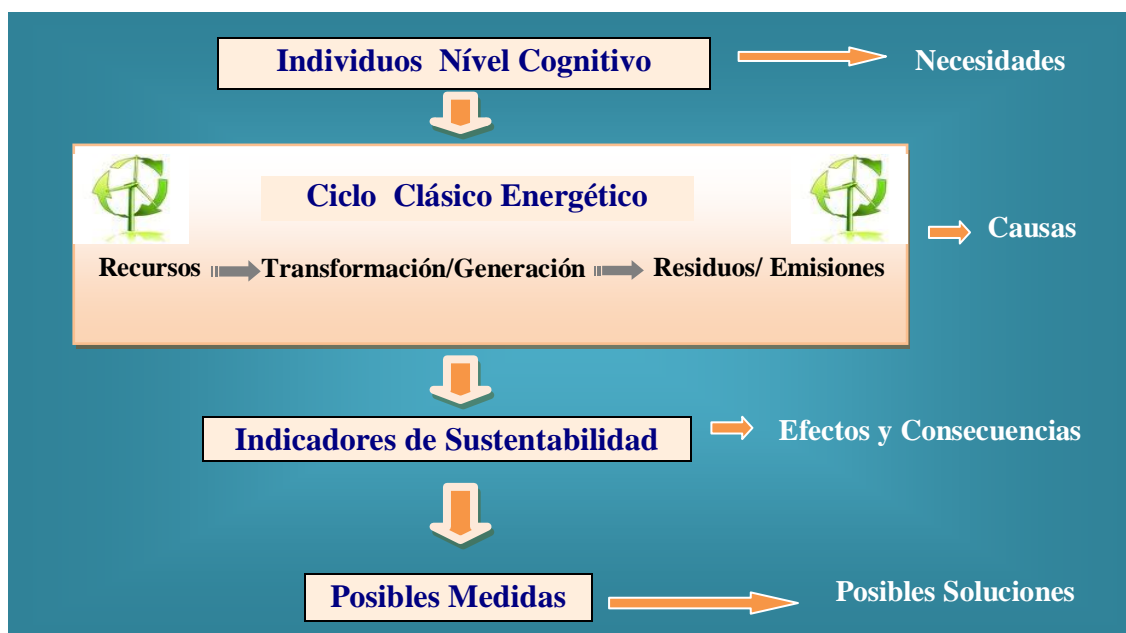 Individuos Nível Cognitivo
Necesidades
Ciclo Clásico Energético
Causas
Recursos
Transformación/Generación
Residuos/ Emisiones
Indicadores de Sustentabilidad
Efectos y Consecuencias
Posibles Medidas
Posibles Soluciones